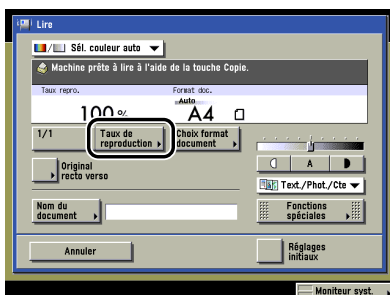 Lire
Sél. couleur auto
Machine prête à lire à l'aide de la touche Copie.
Taux repro.
Format doc.
Auto
100 %
A4
1/1
Taux de
reproduction
Choix format
document
Original
recto verso
A
Text./Phot./Cte
Nom du
document
Fonctions
spéciales
Annuler
Réglages
initiaux
Moniteur syst.